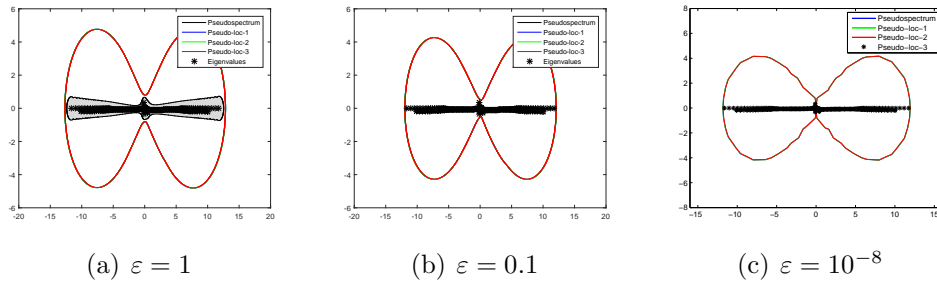 6
4
2
0
-2
-4
-6
-20 -15 -10 -5 0 5 10 15 20
Pseudospectrum
Pseudo-loc-1
Pseudo-loc-2
Pseudo-loc-3
Eigenvalues
(a) ε = 1
6
4
2
0
-2
-4
-6
-20 -15 -10 -5 0 5 10 15 20
Pseudospectrum
Pseudo-loc-1
Pseudo-loc-2
Pseudo-loc-3
Eigenvalues
(b) ε = 0.1
8
6
4
2
0
−2
−4
−6
−8
−15 −10 −5 0 5 10 15
Pseudospectrum
Pseudo−loc−1
Pseudo−loc−2
Pseudo−loc−3
(c) ε = 10⁻⁸